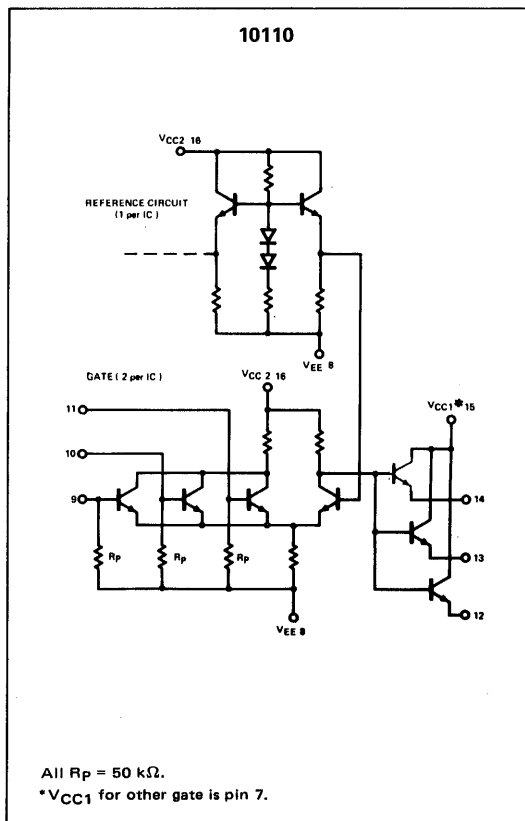 10110
VCC2 16
REFERENCE CIRCUIT
(1 per IC)
VEE 8
GATE ( 2 per IC )
VCC 2 16
VCC1* 15
11
10
9
14
13
12
RP
RP
RP
VEE 8
All RP = 50 kΩ.
*VCC1 for other gate is pin 7.